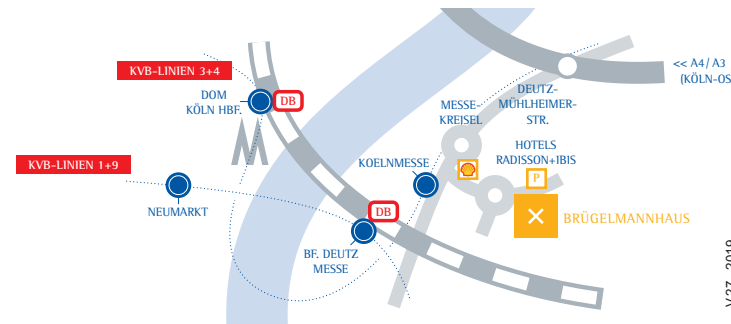 KVB-LINIEN 3+4
<< A4/A3
(KÖLN-OS
DOM
KÖLN HBF.
DB
DEUTZ-
MÜHLHEIMER-
STR.
MESSE-
KREISEL
HOTELS
RADISSON+IBIS
KVB-LINIEN 1+9
KOELNMESSE
P
NEUMARKT
DB
BRÜGELMANNHAUS
BF. DEUTZ
MESSE